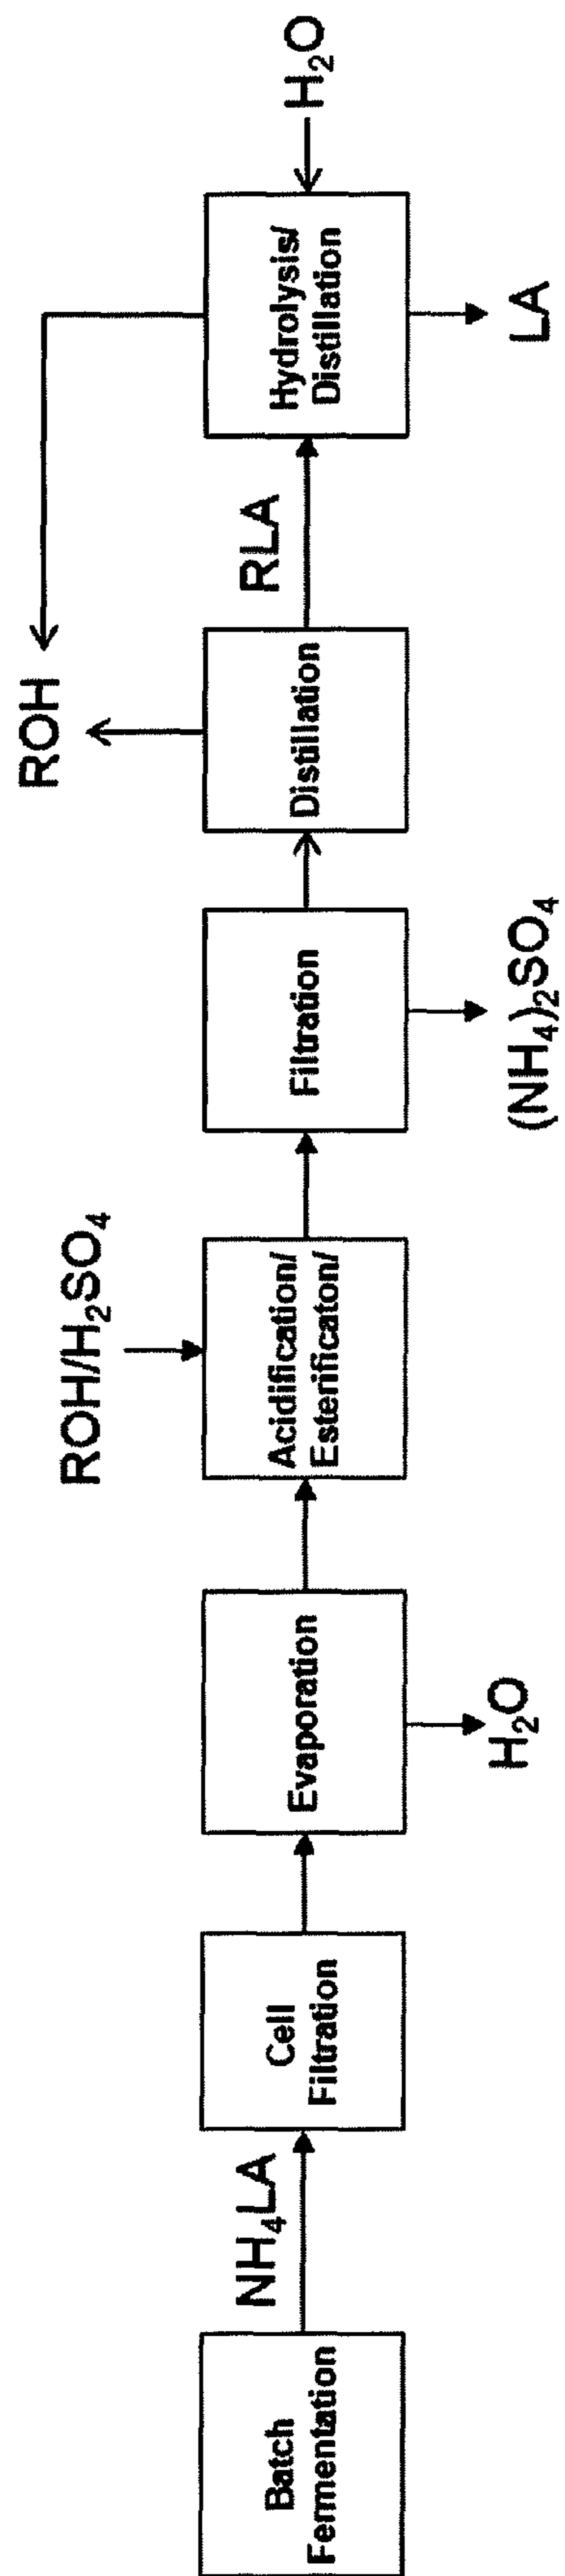 Batch
Fermentation
NH₄LA
Cell
Filtration
Evaporation
H₂O
ROH/H₂SO₄
Acidification/
Esterificaton/
Filtration
(NH₄)₂SO₄
ROH
Distillation
RLA
Hydrolysis/
Distillation
H₂O
LA